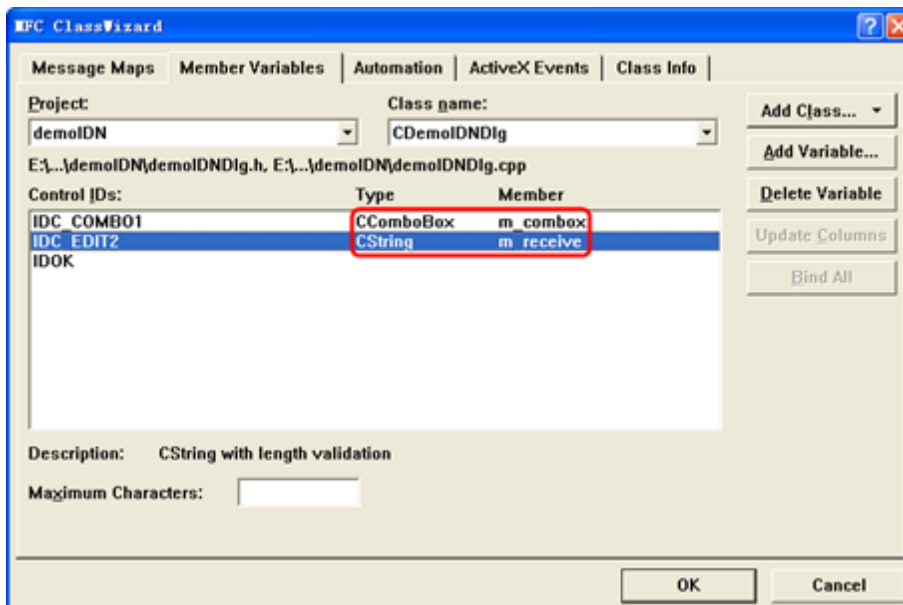 MFC ClassWizard
Message Maps Member Variables Automation ActiveX Events Class Info
Project: Class name:
demoIDN CDemoIDNDlg
E:\...\demoIDN\demoIDNDlg.h, E:\...\demoIDN\demoIDNDlg.cpp
Control IDs: Type Member
IDC_COMBO1 CComboBox m_combox
IDC_EDIT2 CString m_receive
IDOK
Add Class...
Add Variable...
Delete Variable
Update Columns
Bind All
Description: CString with length validation
Maximum Characters:
OK Cancel